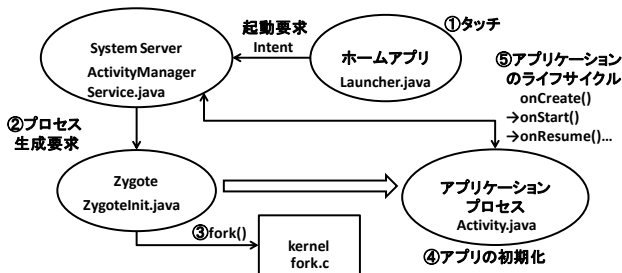 ①タッチ
起動要求
Intent
ホームアプリ
Launcher.java
System Server
ActivityManager
Service.java
②プロセス
生成要求
⑤アプリケーション
のライフサイクル
onCreate()
→onStart()
→onResume()...
Zygote
ZygoteInit.java
アプリケーション
プロセス
Activity.java
③fork()
kernel
fork.c
④アプリの初期化